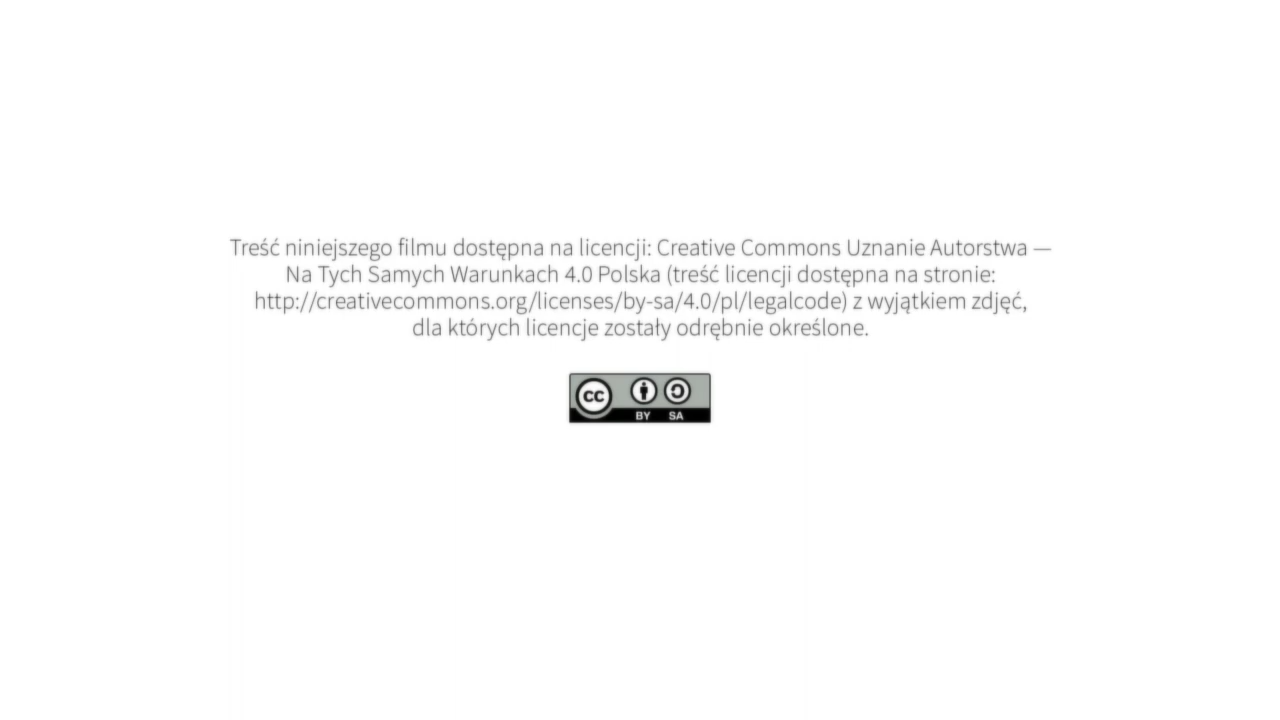 Treść niniejszego filmu dostępna na licencji: Creative Commons Uznanie Autorstwa —
Na Tych Samych Warunkach 4.0 Polska (treść licencji dostępna na stronie:
http://creativecommons.org/licenses/by-sa/4.0/pl/legalcode) z wyjątkiem zdjęć,
dla których licencje zostały odrębnie określone.
cc
BY SA